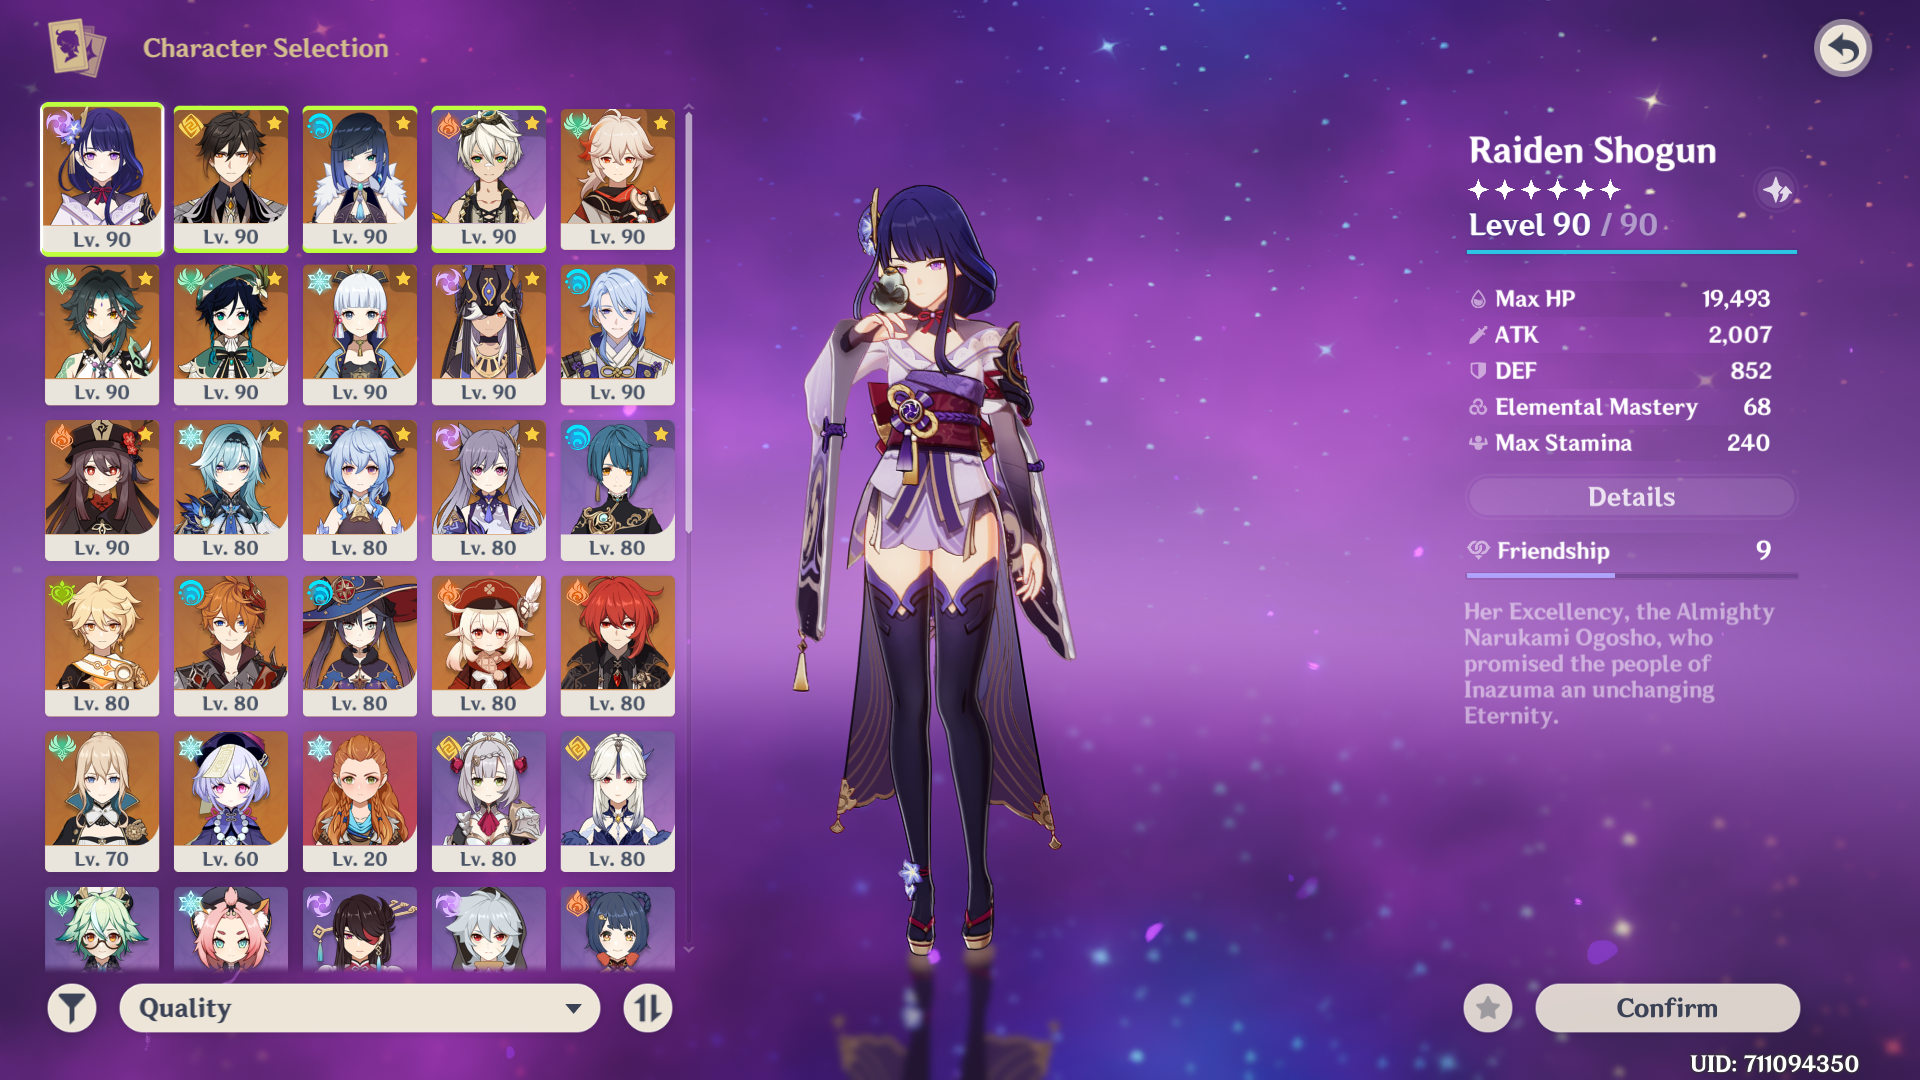 Character Selection
Lv. 90
Lv. 90
Lv. 90
Lv. 90
Lv. 90
Lv. 90
Lv. 90
Lv. 90
Lv. 90
Lv. 90
Lv. 90
Lv. 80
Lv. 80
Lv. 80
Lv. 80
Lv. 80
Lv. 80
Lv. 80
Lv. 80
Lv. 80
Lv. 70
Lv. 60
Lv. 20
Lv. 80
Lv. 80
Quality
Raiden Shogun
Level 90 / 90
Max HP 19,493
ATK 2,007
DEF 852
Elemental Mastery 68
Max Stamina 240
Details
Friendship 9
Her Excellency, the Almighty
Narukami Ogosho, who
promised the people of
Inazuma an unchanging
Eternity.
Confirm
UID: 711094350